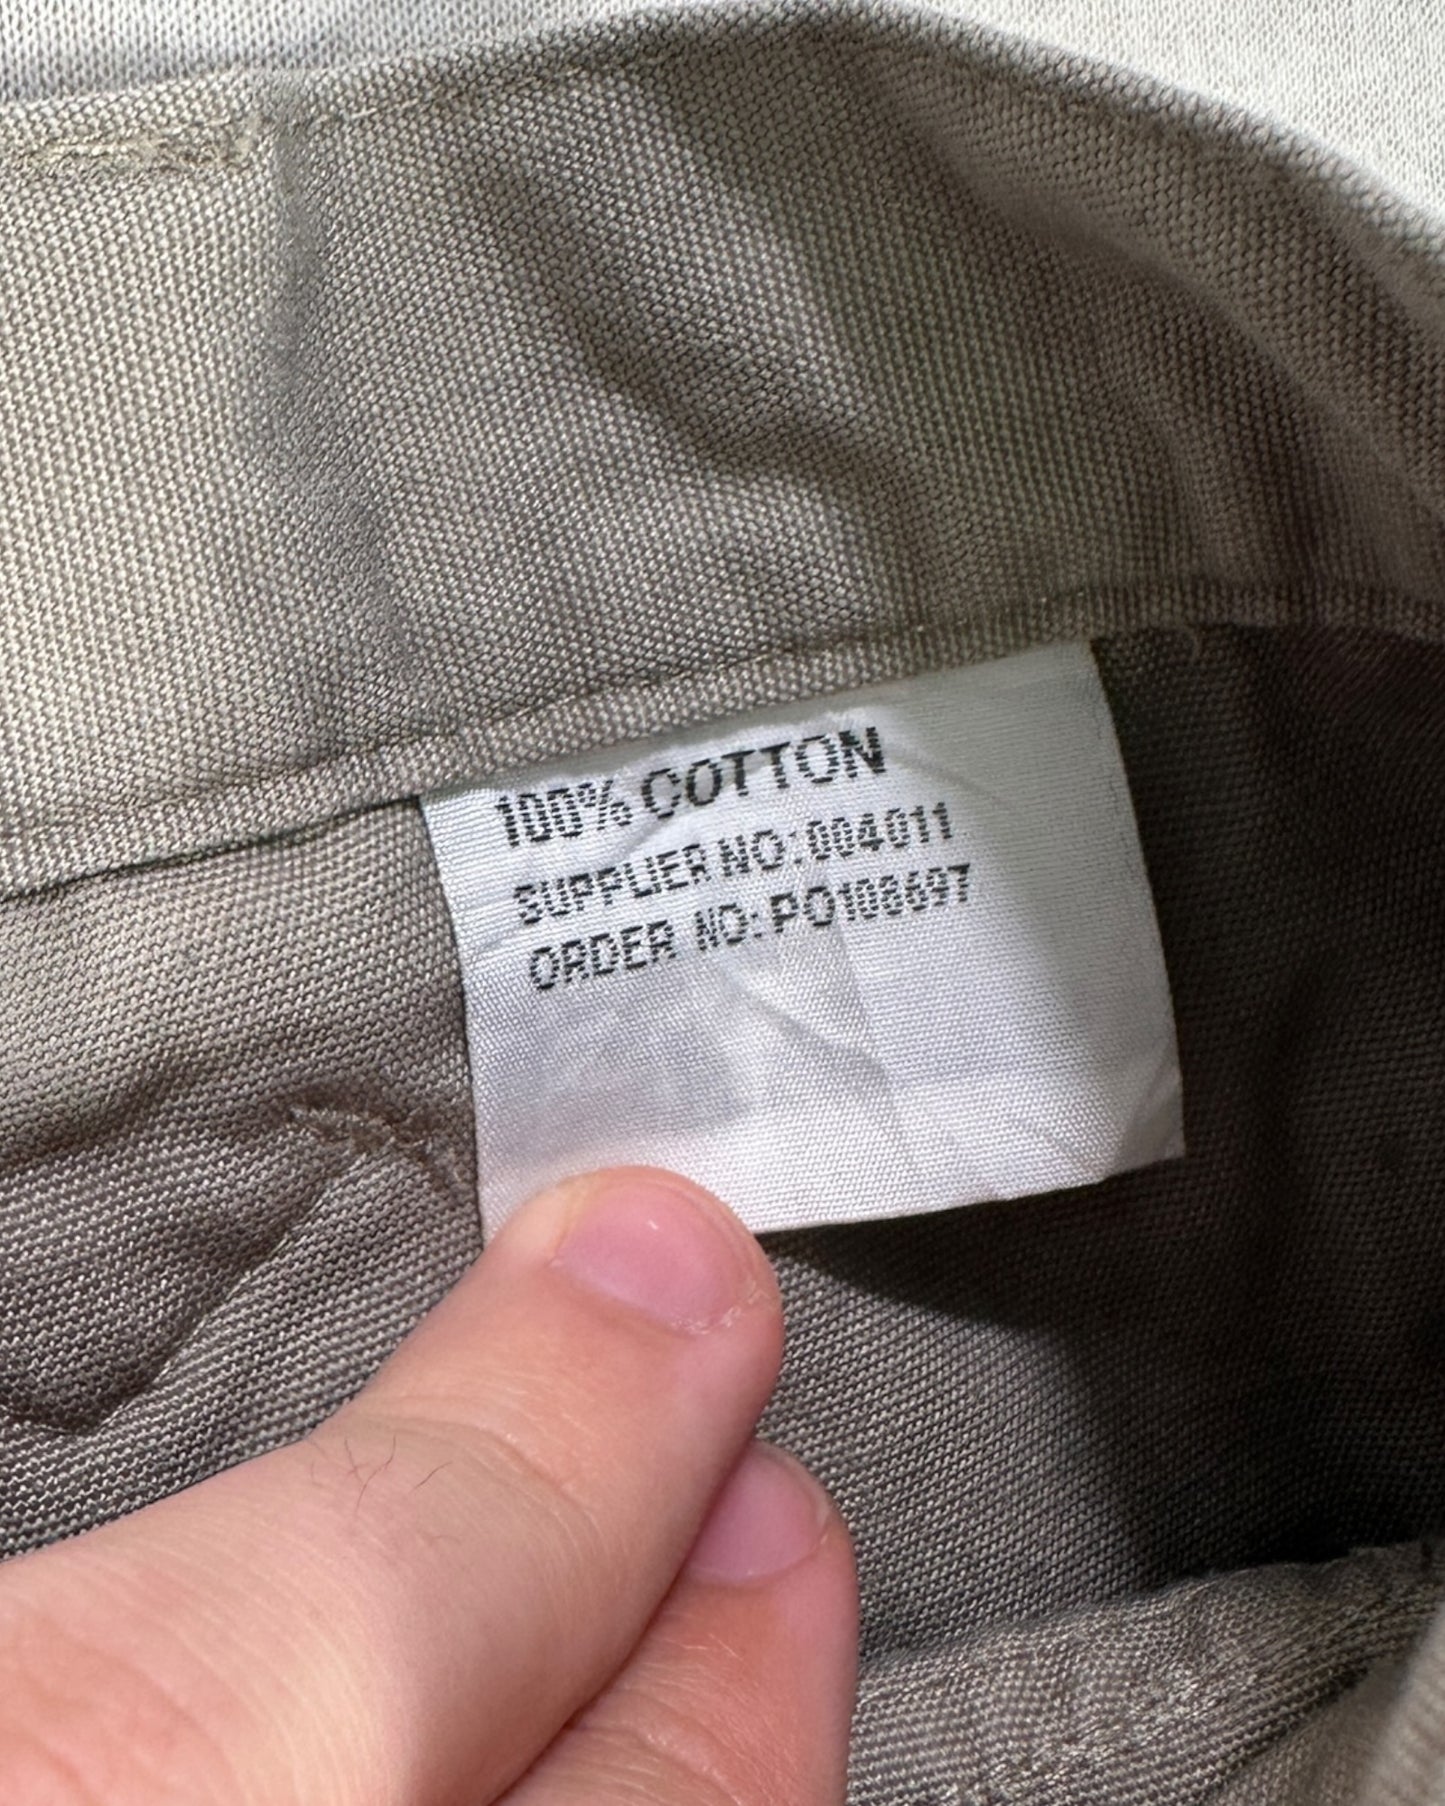 100% COTTON
SUPPLIER NO:004011
ORDER NO:PO108697